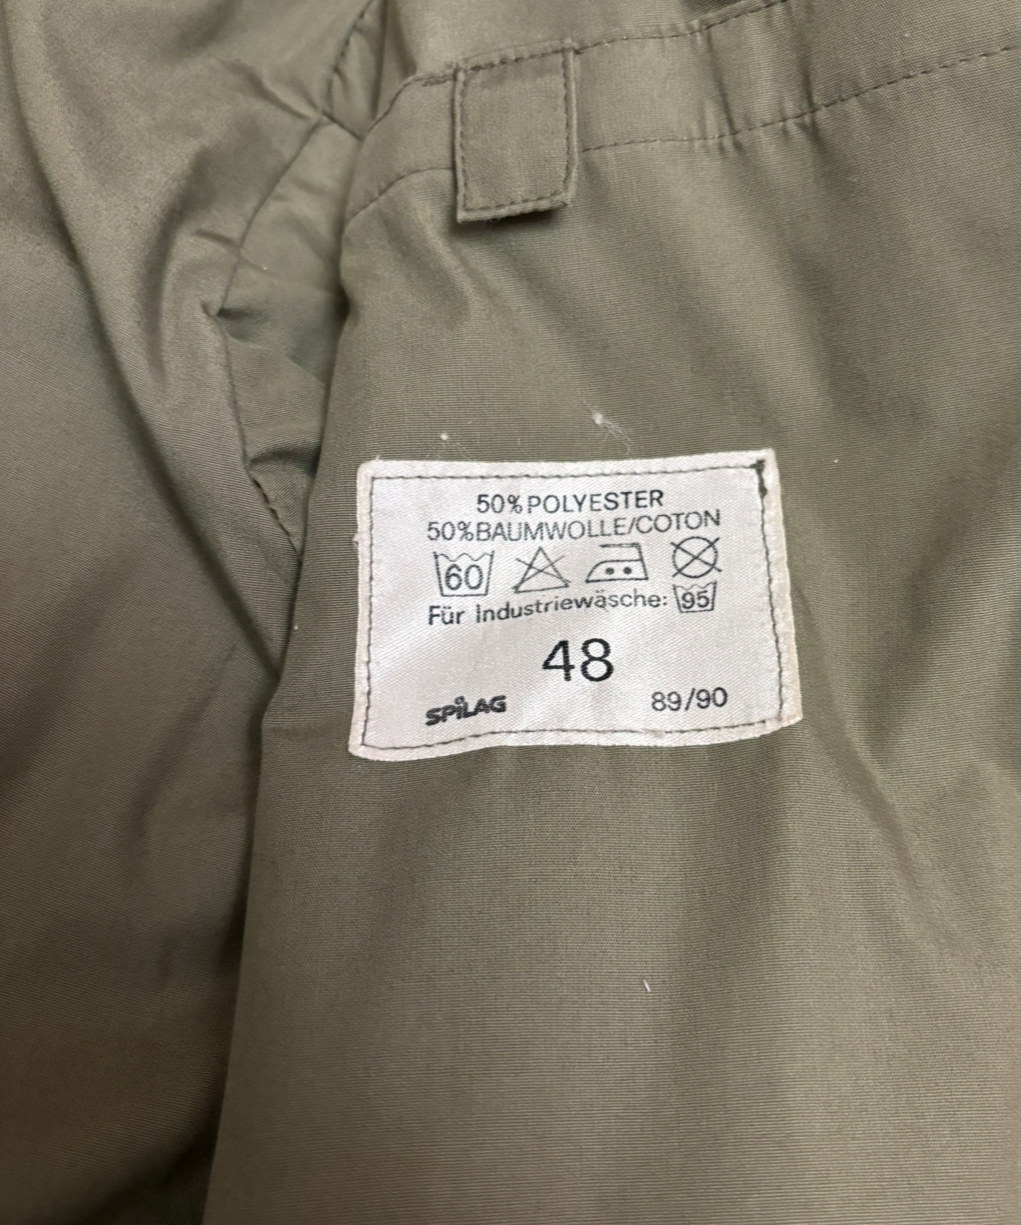 50% POLYESTER
50% BAUMWOLLE/COTON
60
Für Industriewäsche: 95
48
SPILAG 89/90